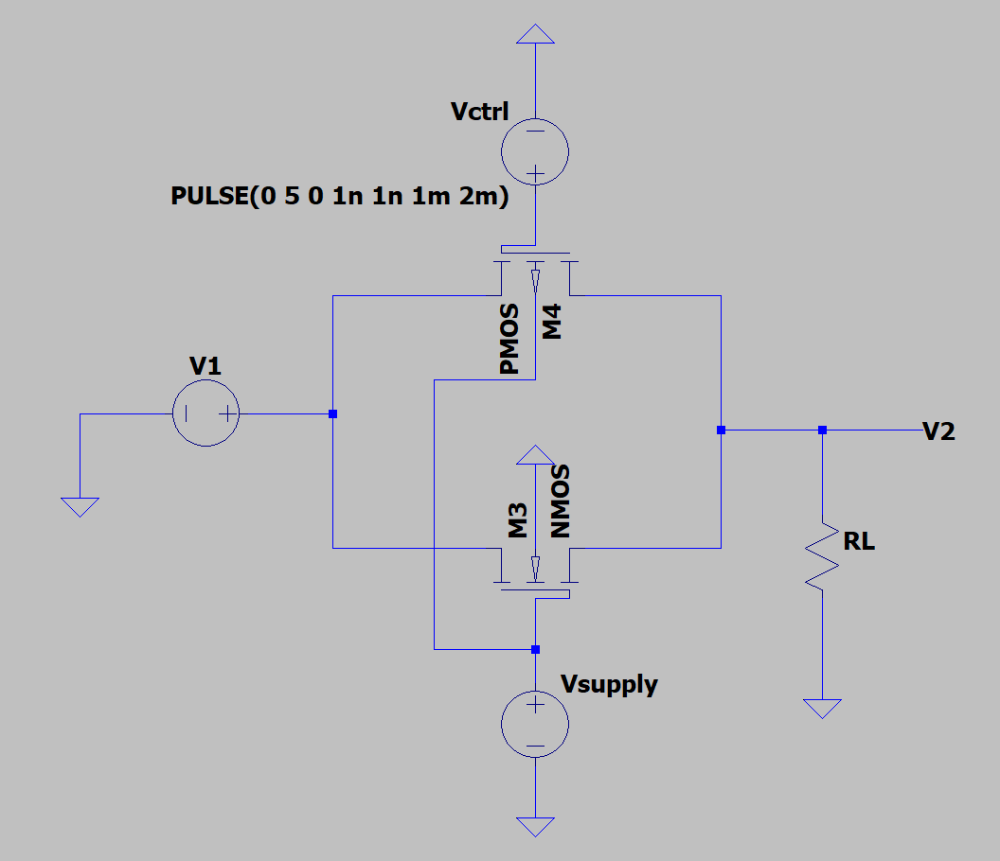 Vctrl
PULSE(0 5 0 1n 1n 1m 2m)
PMOS
M4
V1
V2
M3
NMOS
RL
Vsupply